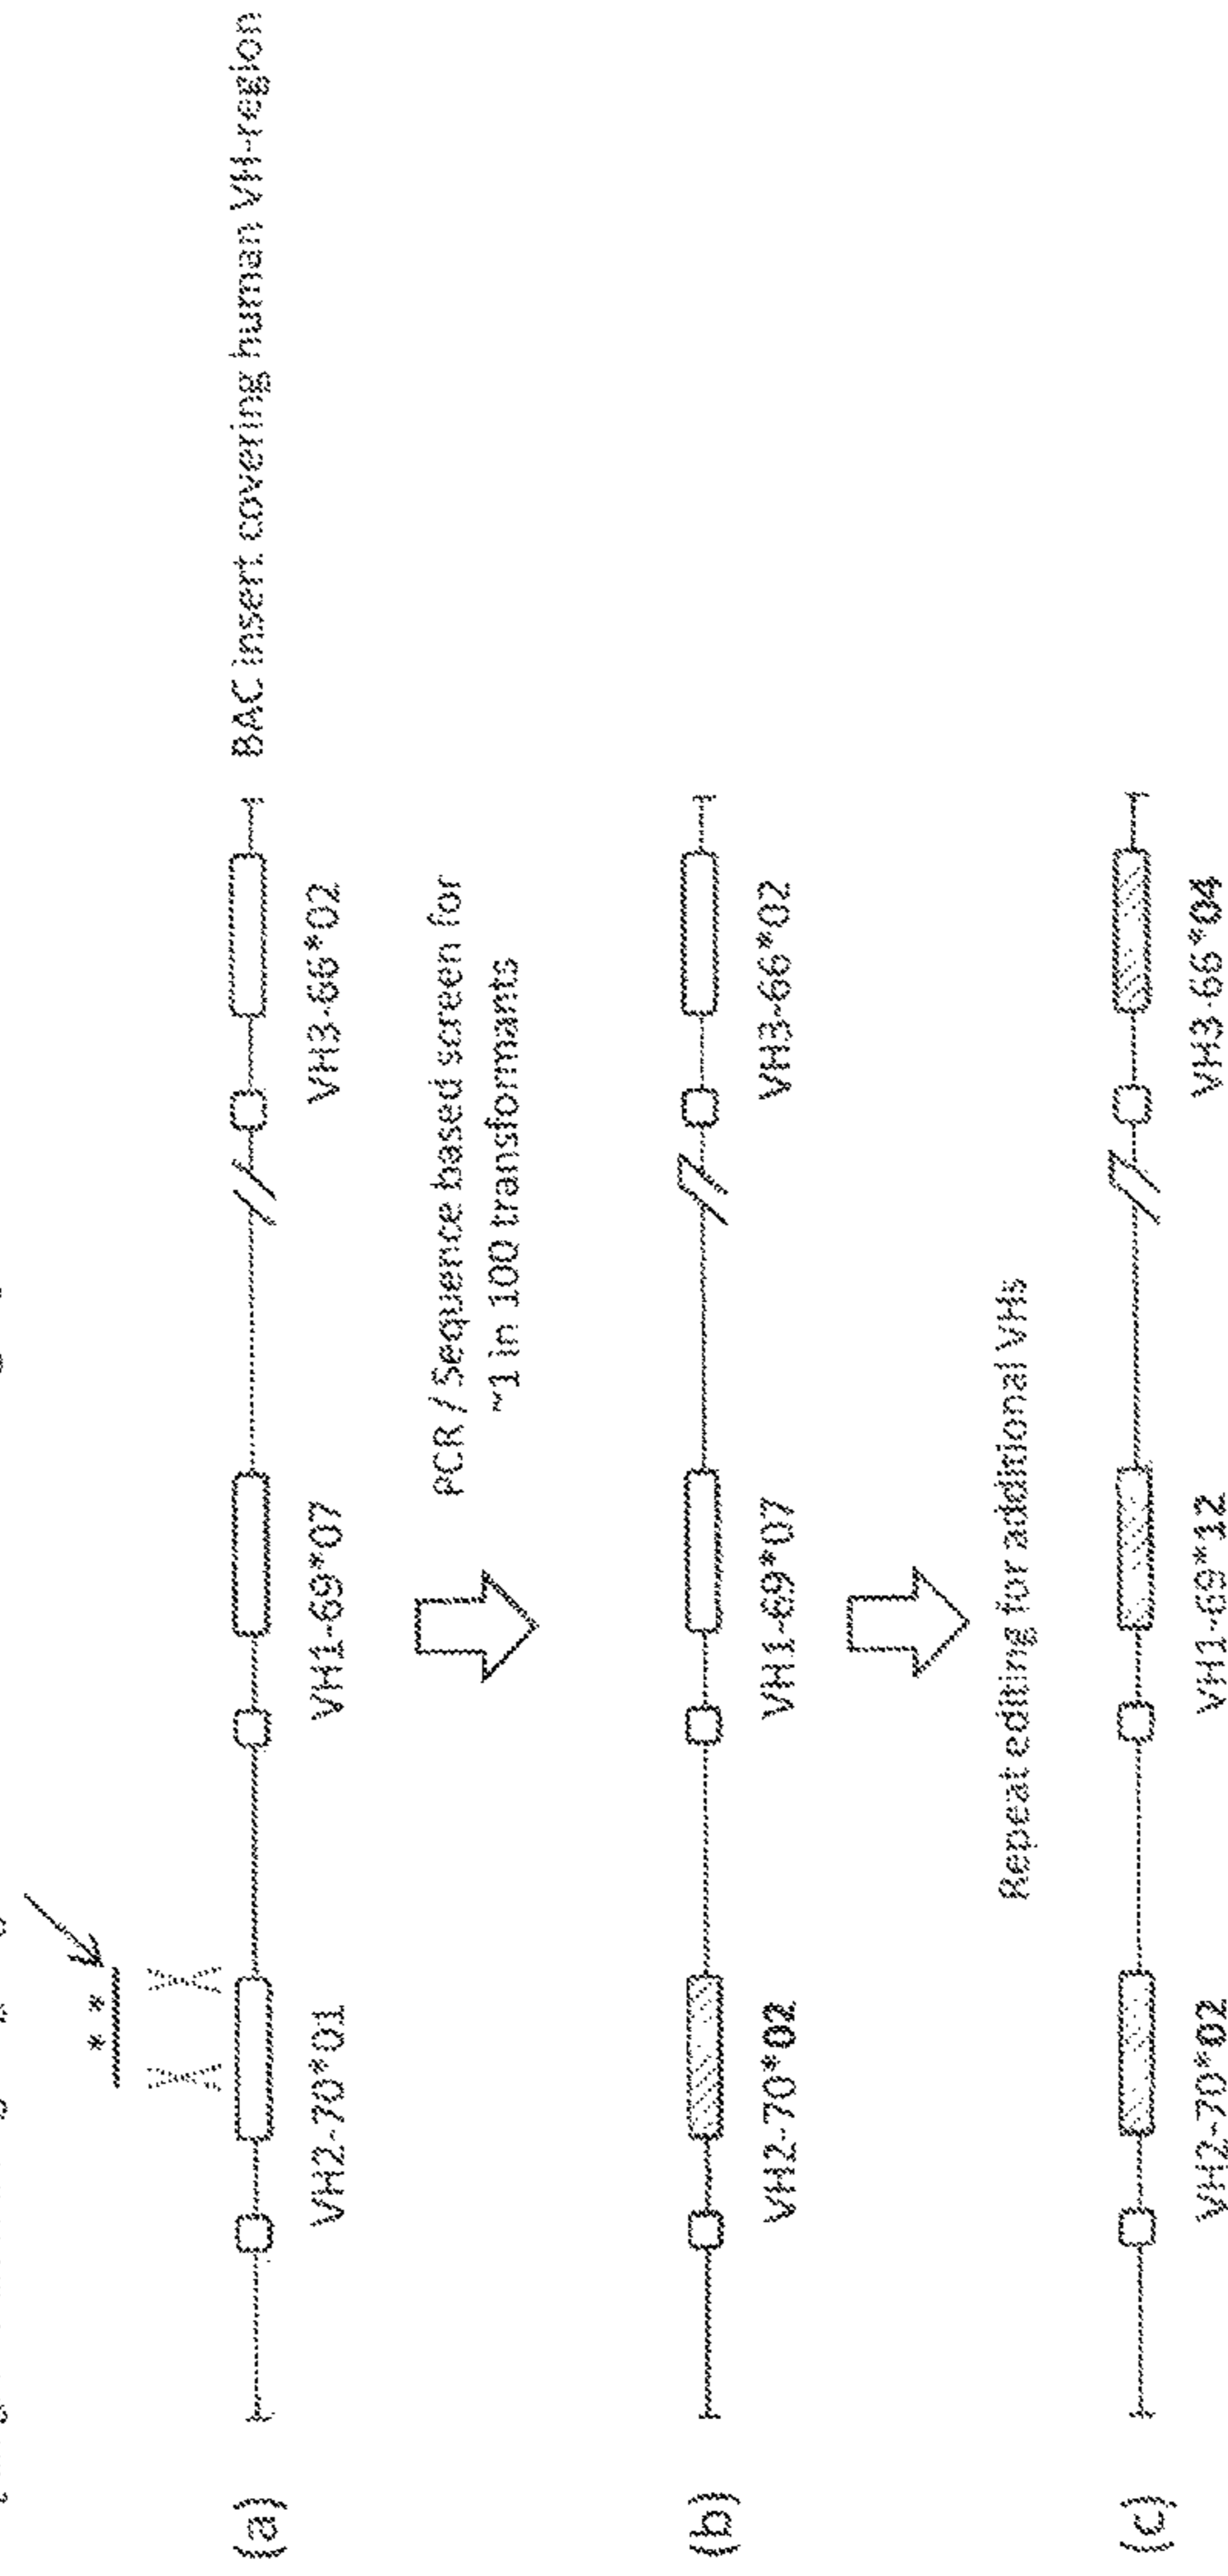 * *
(a)
BAC insert covering human VH-region
VH2-70*01
VH1-69*07
VH3-66*02
PCR / Sequence based screen for
~1 in 100 transformants
(b)
VH2-70*02
VH1-69*07
VH3-66*02
Repeat editing for additional VHs
(c)
VH2-70*02
VH1-69*12
VH3-66*04